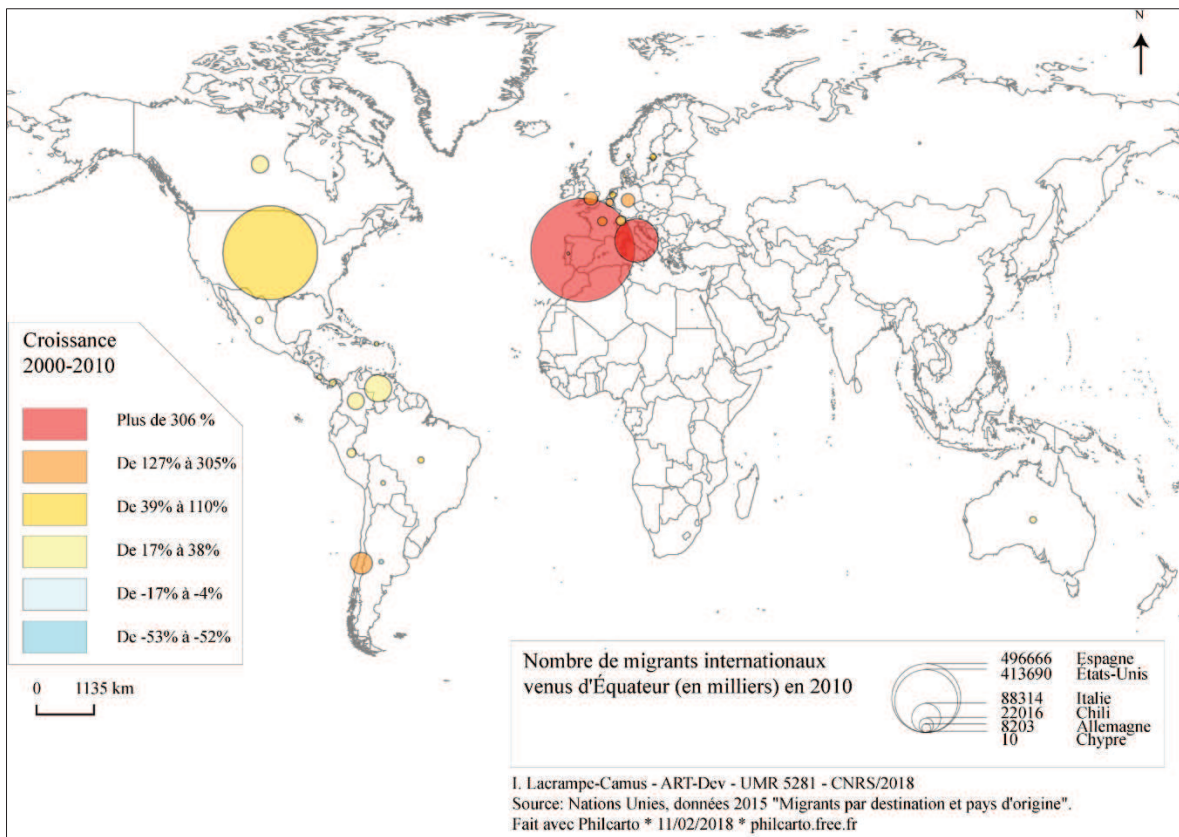 N
Croissance
2000-2010
Plus de 306 %
De 127% à 305%
De 39% à 110%
De 17% à 38%
De -17% à -4%
De -53% à -52%
0 1135 km
Nombre de migrants internationaux
venus d'Équateur (en milliers) en 2010
496666 Espagne
413690 États-Unis
88314 Italie
22016 Chili
8203 Allemagne
10 Chypre
I. Lacrampe-Camus - ART-Dev - UMR 5281 - CNRS/2018
Source: Nations Unies, données 2015 "Migrants par destination et pays d'origine".
Fait avec Philcarto * 11/02/2018 * philcarto.free.fr